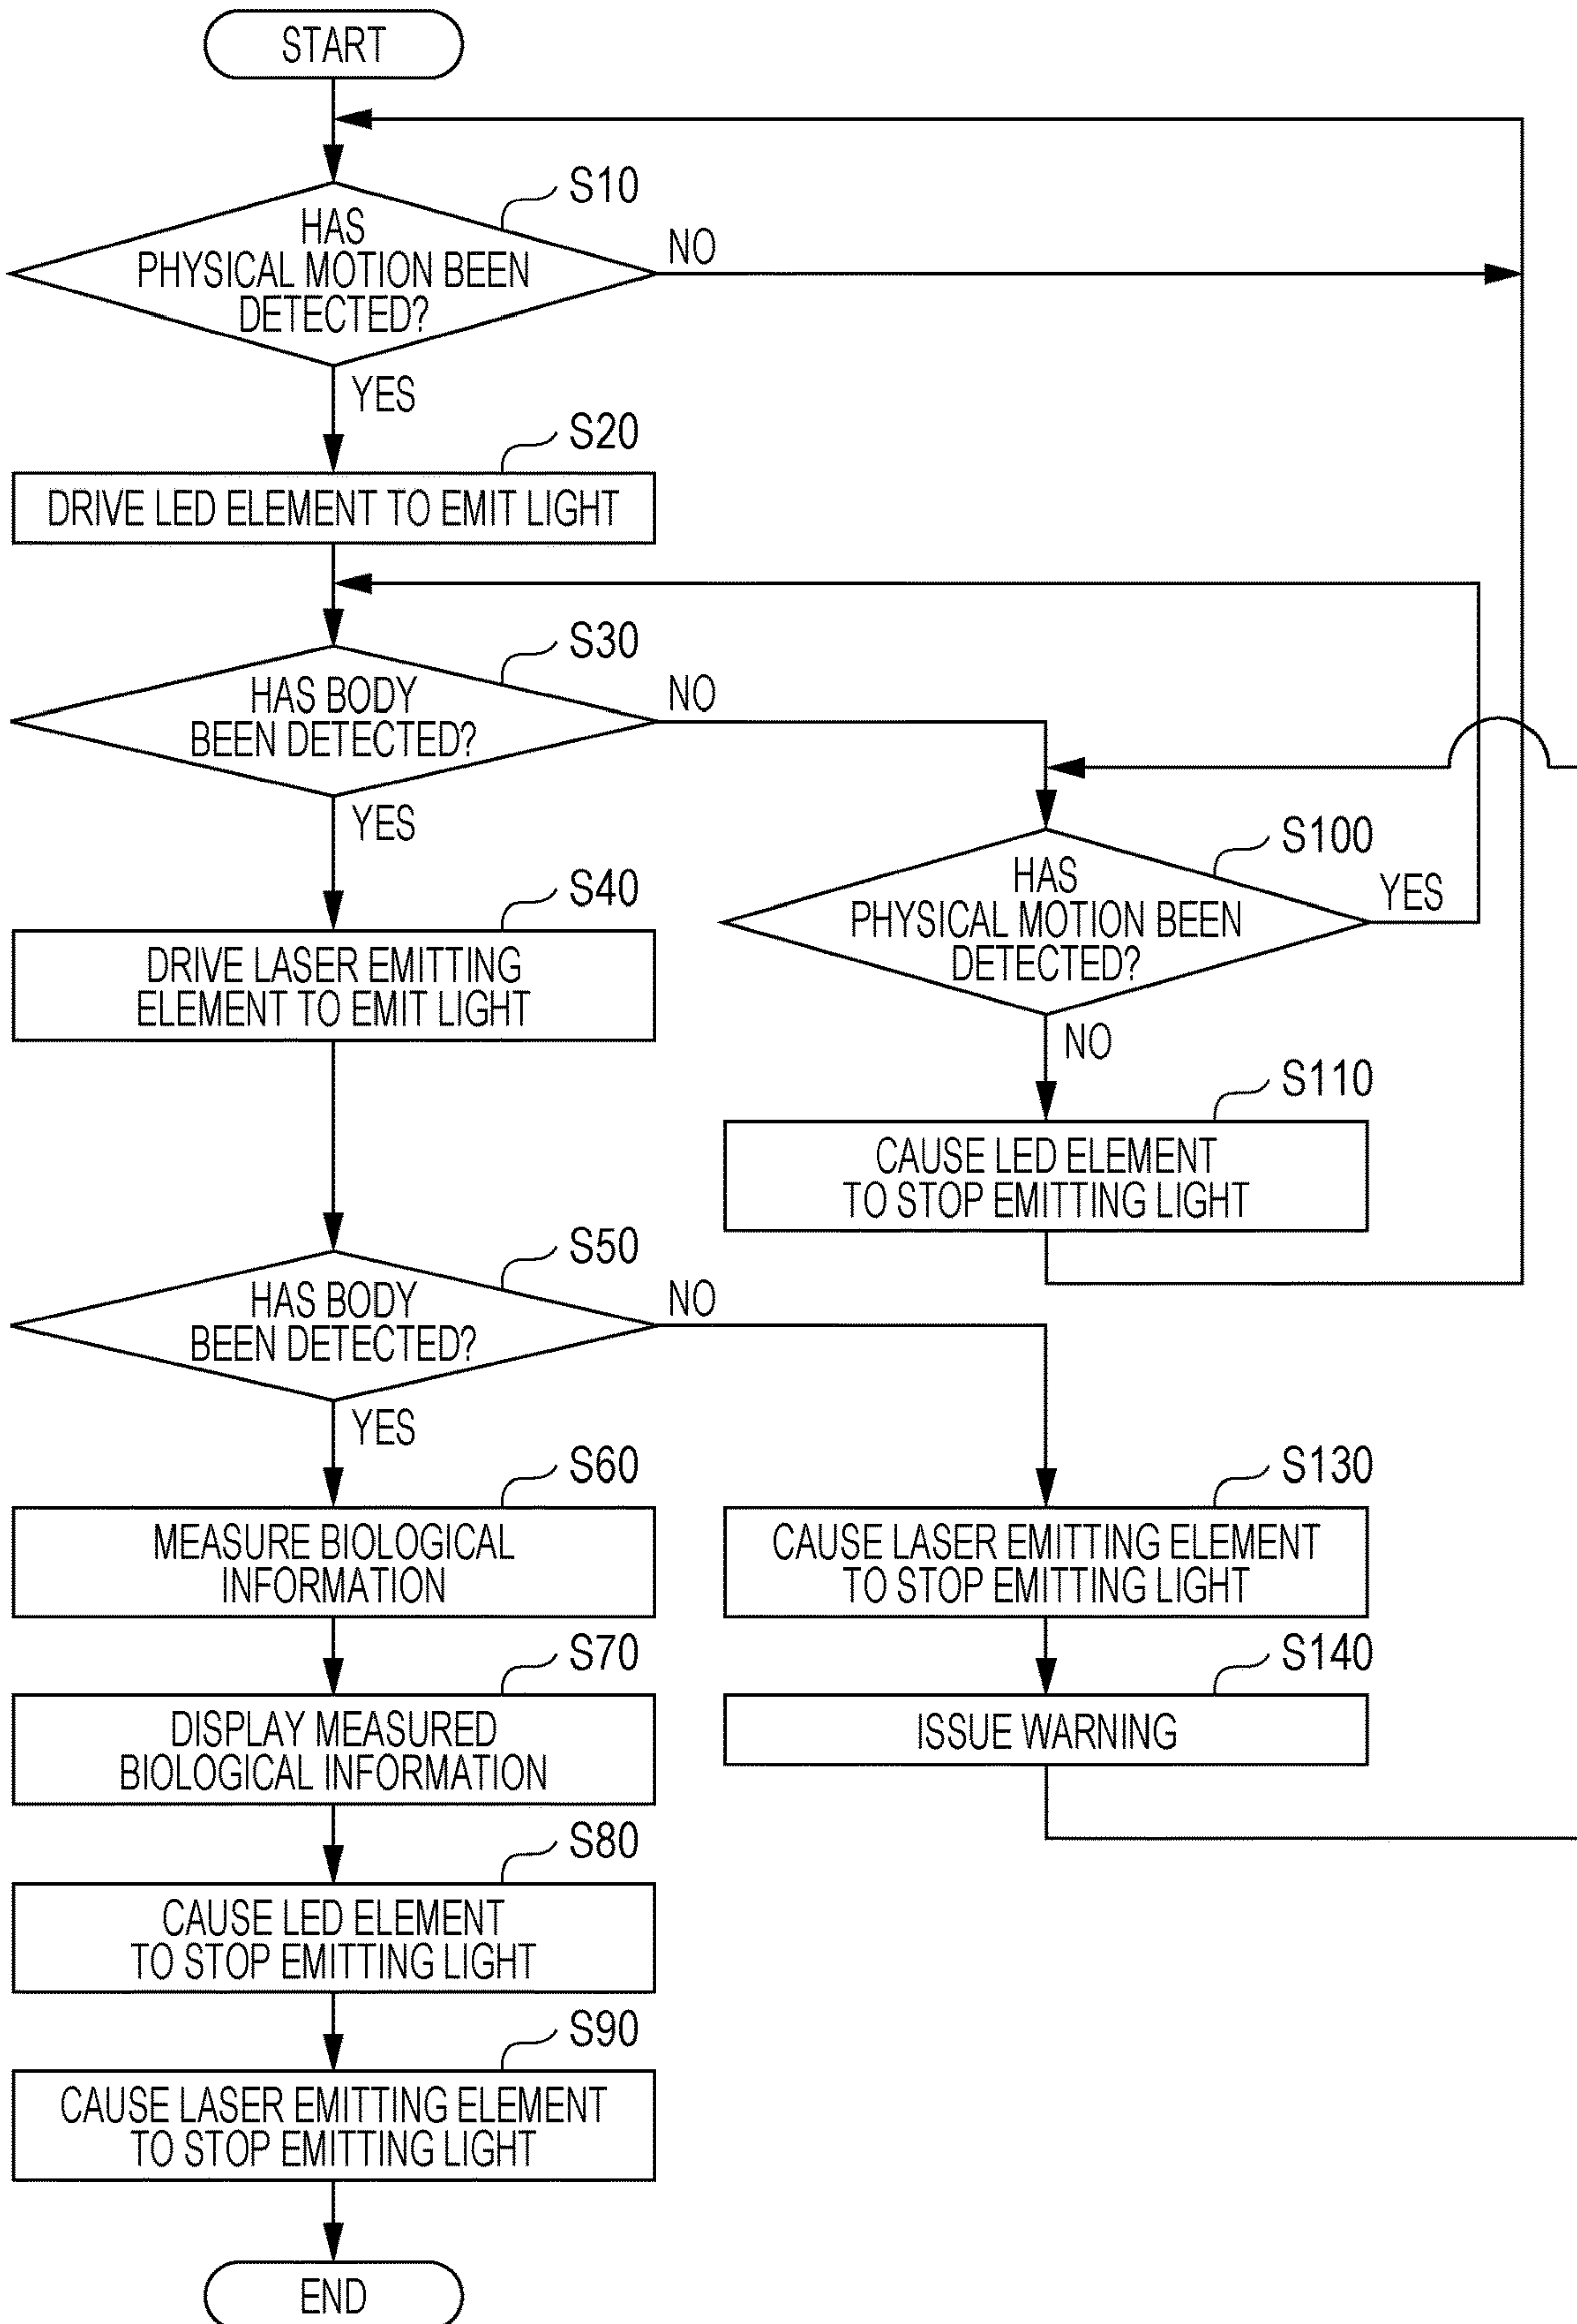 START
S10
HAS
PHYSICAL MOTION BEEN
DETECTED?
NO
YES
S20
DRIVE LED ELEMENT TO EMIT LIGHT
S30
HAS BODY
BEEN DETECTED?
NO
YES
S100
HAS
PHYSICAL MOTION BEEN
DETECTED?
YES
NO
S40
DRIVE LASER EMITTING
ELEMENT TO EMIT LIGHT
S110
CAUSE LED ELEMENT
TO STOP EMITTING LIGHT
S50
HAS BODY
BEEN DETECTED?
NO
YES
S60
MEASURE BIOLOGICAL
INFORMATION
S130
CAUSE LASER EMITTING ELEMENT
TO STOP EMITTING LIGHT
S70
DISPLAY MEASURED
BIOLOGICAL INFORMATION
S140
ISSUE WARNING
S80
CAUSE LED ELEMENT
TO STOP EMITTING LIGHT
S90
CAUSE LASER EMITTING ELEMENT
TO STOP EMITTING LIGHT
END